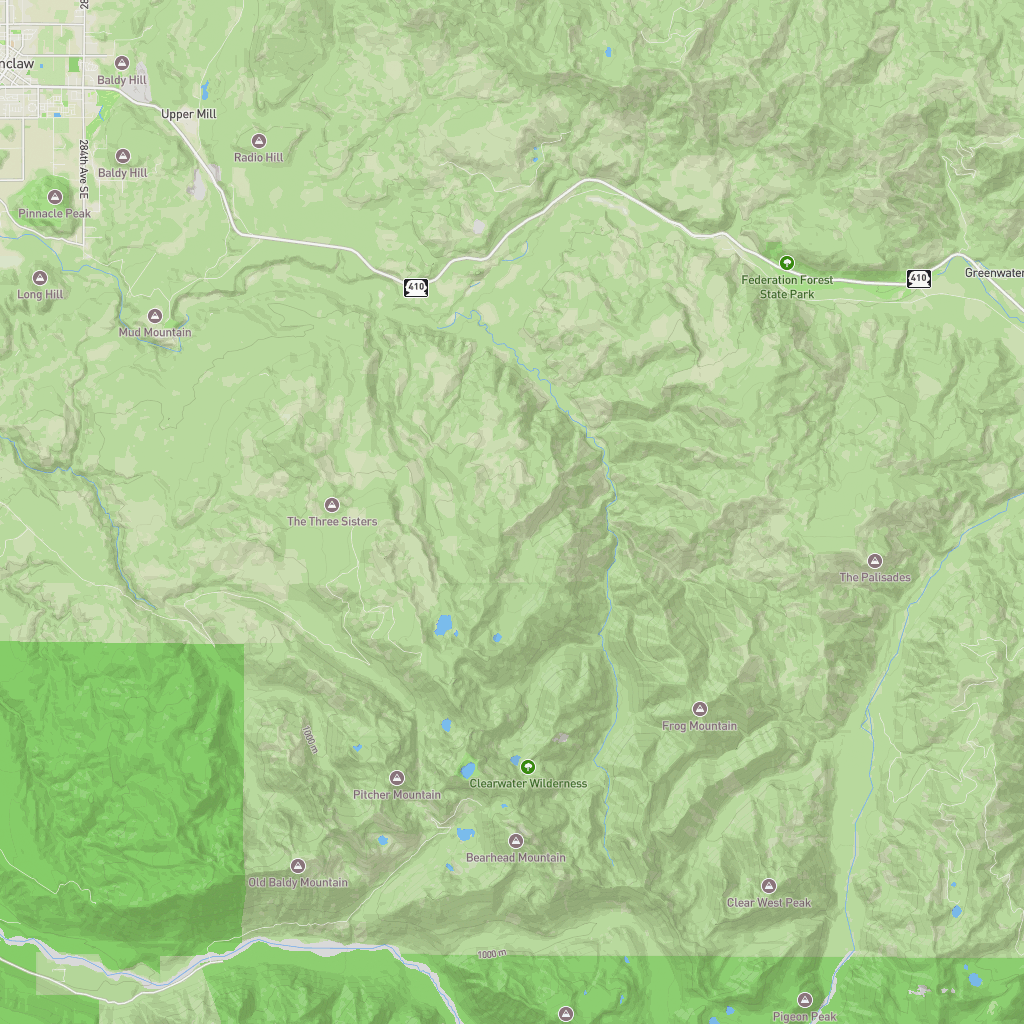 nclaw
Baldy Hill
Upper Mill
Radio Hill
284th Ave SE
Baldy Hill
Pinnacle Peak
Long Hill
Mud Mountain
410
Federation Forest
State Park
410
Greenwater
The Three Sisters
The Palisades
Frog Mountain
1000 m
Clearwater Wilderness
Pitcher Mountain
Bearhead Mountain
Old Baldy Mountain
Clear West Peak
1000 m
Pigeon Peak